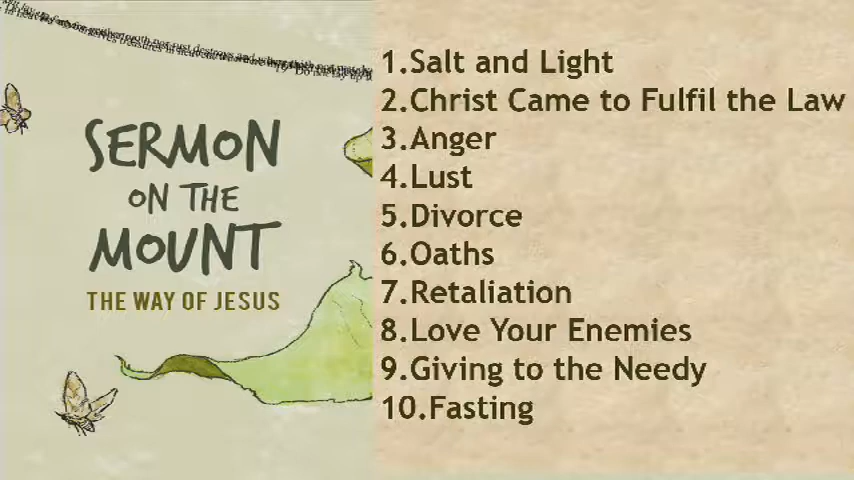 SERMON
ON THE
MOUNT
THE WAY OF JESUS
1.Salt and Light
2.Christ Came to Fulfil the Law
3.Anger
4.Lust
5.Divorce
6.Oaths
7.Retaliation
8.Love Your Enemies
9.Giving to the Needy
10.Fasting